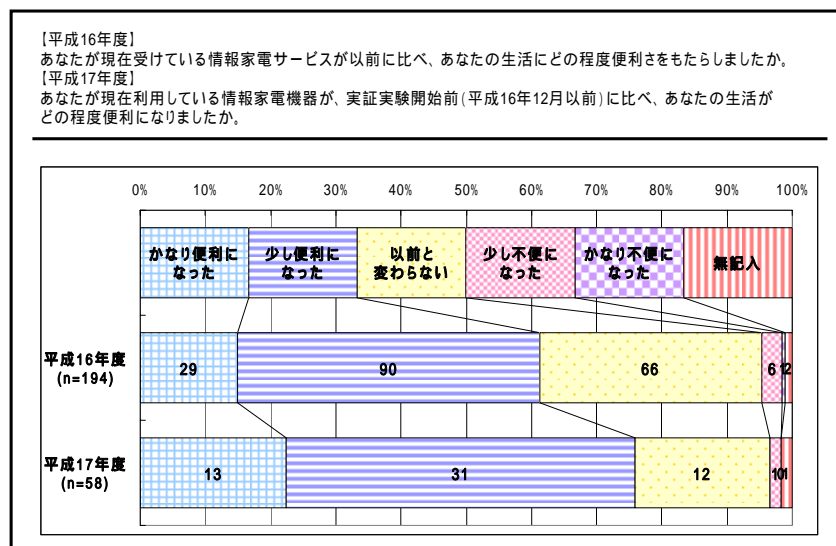 【平成16年度】
あなたが現在受けている情報家電サービスが以前に比べ、あなたの生活にどの程度便利さをもたらしましたか。
【平成17年度】
あなたが現在利用している情報家電機器が、実証実験開始前(平成16年12月以前)に比べ、あなたの生活が
どの程度便利になりましたか。
0% 10% 20% 30% 40% 50% 60% 70% 80% 90% 100%
かなり便利に
なった
少し便利に
なった
以前と
変わらない
少し不便に
なった
かなり不便に
なった
無記入
平成16年度
(n=194)
29 90 66 6 1 2
平成17年度
(n=58)
13 31 12 1 0 1